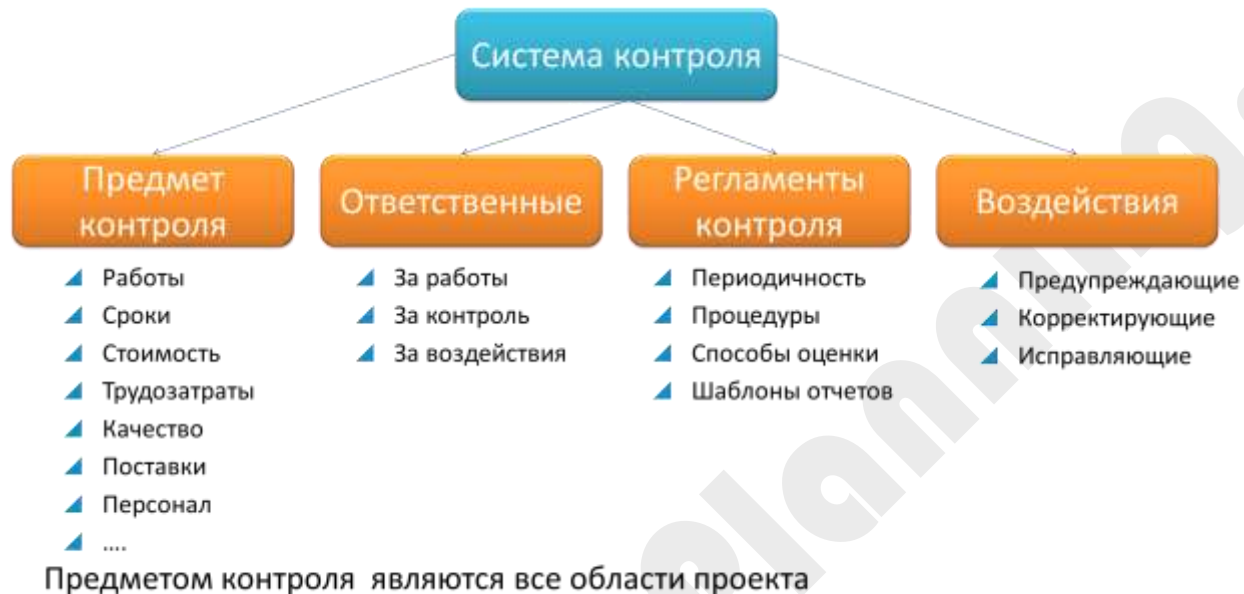 Система контроля
Предмет
контроля
Ответственные
Регламенты
контроля
Воздействия
Работы
Сроки
Стоимость
Трудозатраты
Качество
Поставки
Персонал
....
За работы
За контроль
За воздействия
Периодичность
Процедуры
Способы оценки
Шаблоны отчетов
Предупреждающие
Корректирующие
Исправляющие
Предметом контроля являются все области проекта